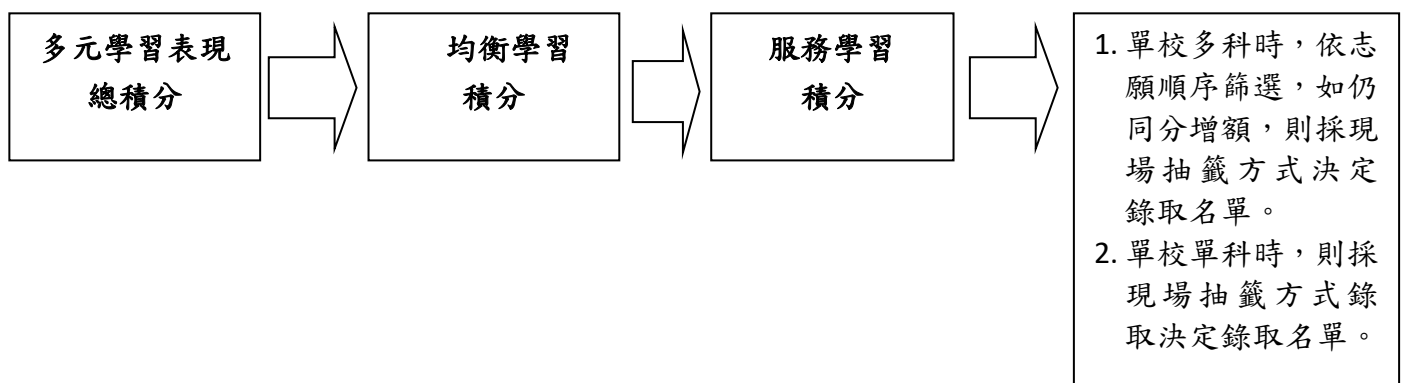 多元學習表現
總積分
均衡學習
積分
服務學習
積分
1. 單校多科時，依志
願順序篩選，如仍
同分增額，則採現
場抽籤方式決定
錄取名單。
2. 單校單科時，則採
現場抽籤方式錄
取決定錄取名單。